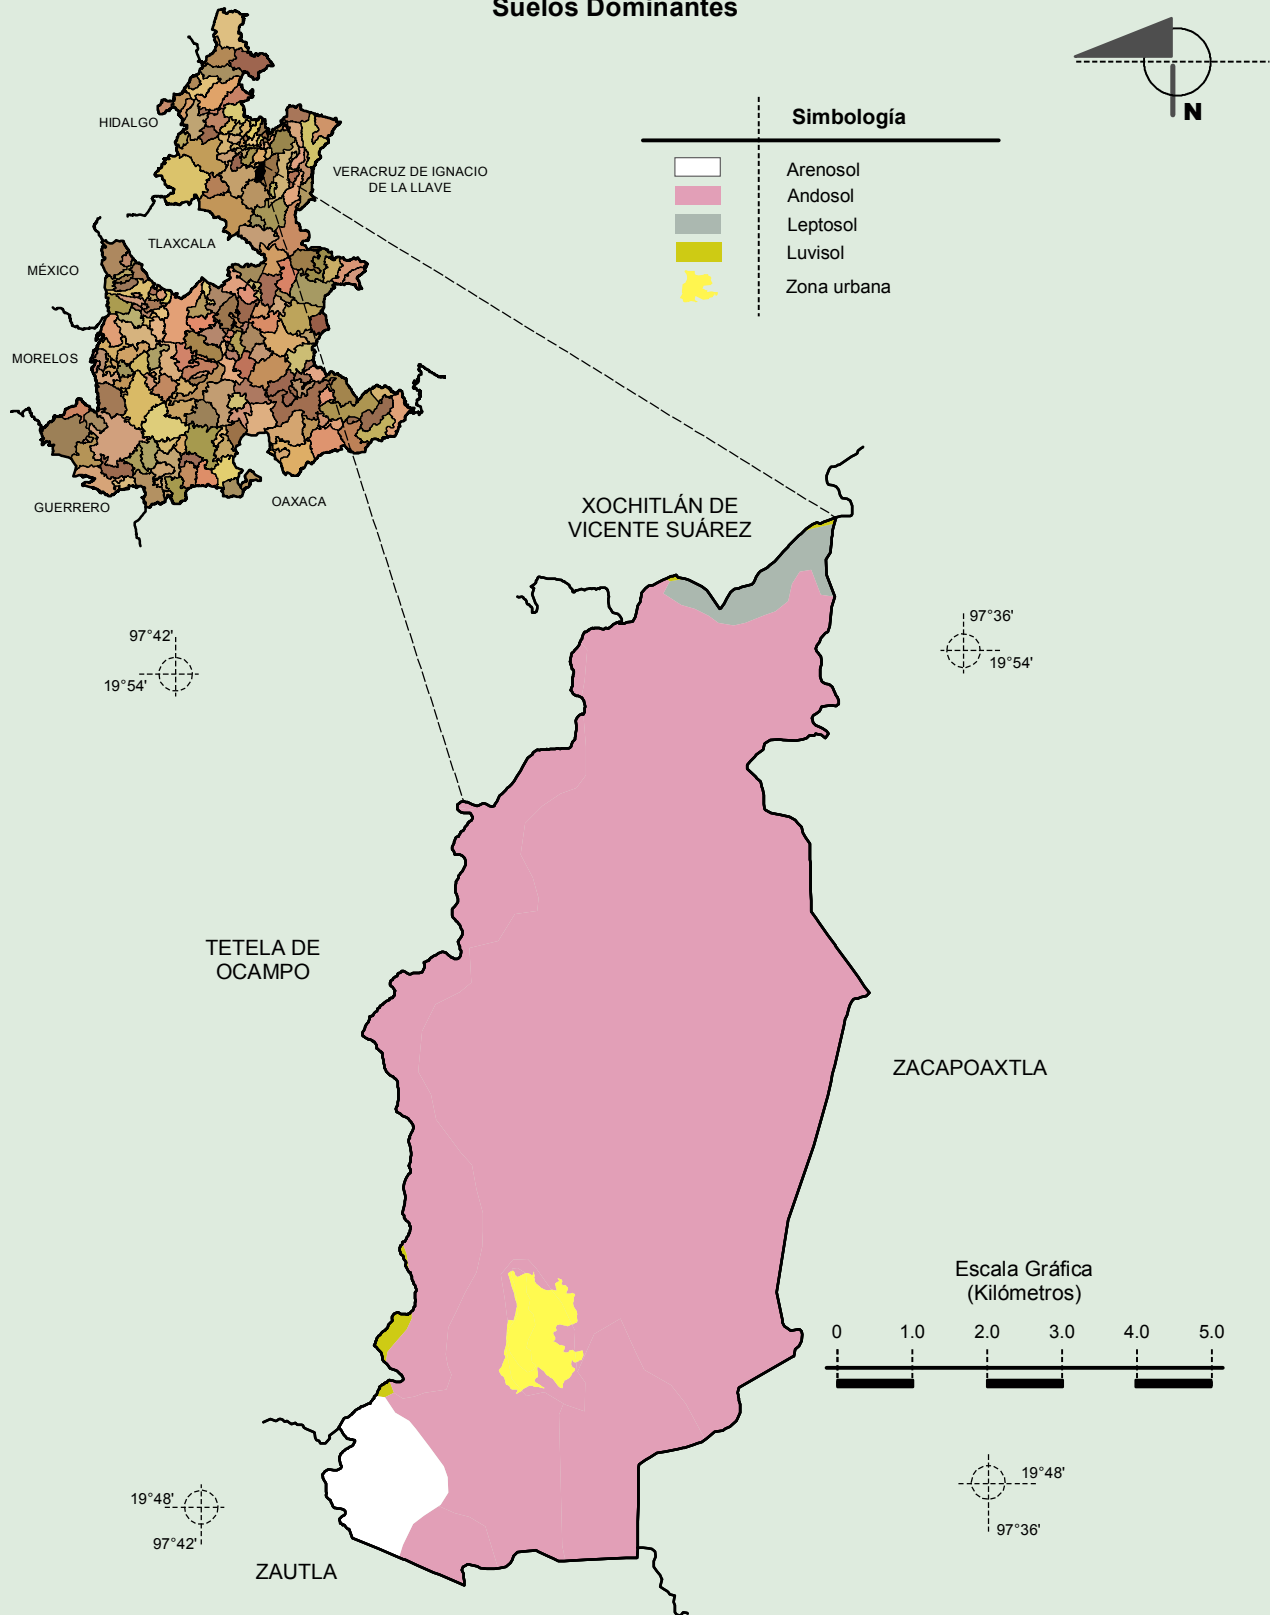 Suelos Dominantes
N
Simbología
Arenosol
Andosol
Leptosol
Luvisol
Zona urbana
HIDALGO
VERACRUZ DE IGNACIO
DE LA LLAVE
TLAXCALA
MÉXICO
MORELOS
GUERRERO
OAXACA
XOCHITLÁN DE
VICENTE SUÁREZ
97°42'
19°54'
97°36'
19°54'
TETELA DE
OCAMPO
ZACAPOAXTLA
Escala Gráfica
(Kilómetros)
0 1.0 2.0 3.0 4.0 5.0
19°48'
97°42'
19°48'
97°36'
ZAUTLA